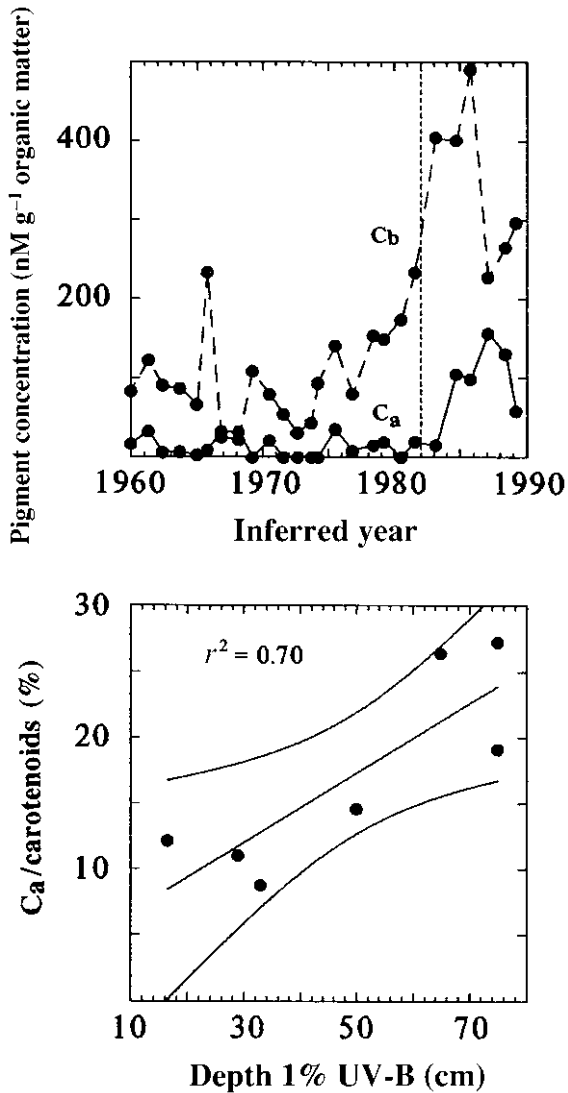 Pigment concentration (nM g⁻¹ organic matter)
400
200
Cb
Ca
1960 1970 1980 1990
Inferred year
Ca/carotenoids (%)
30
20
10
r² = 0.70
10 30 50 70
Depth 1% UV-B (cm)